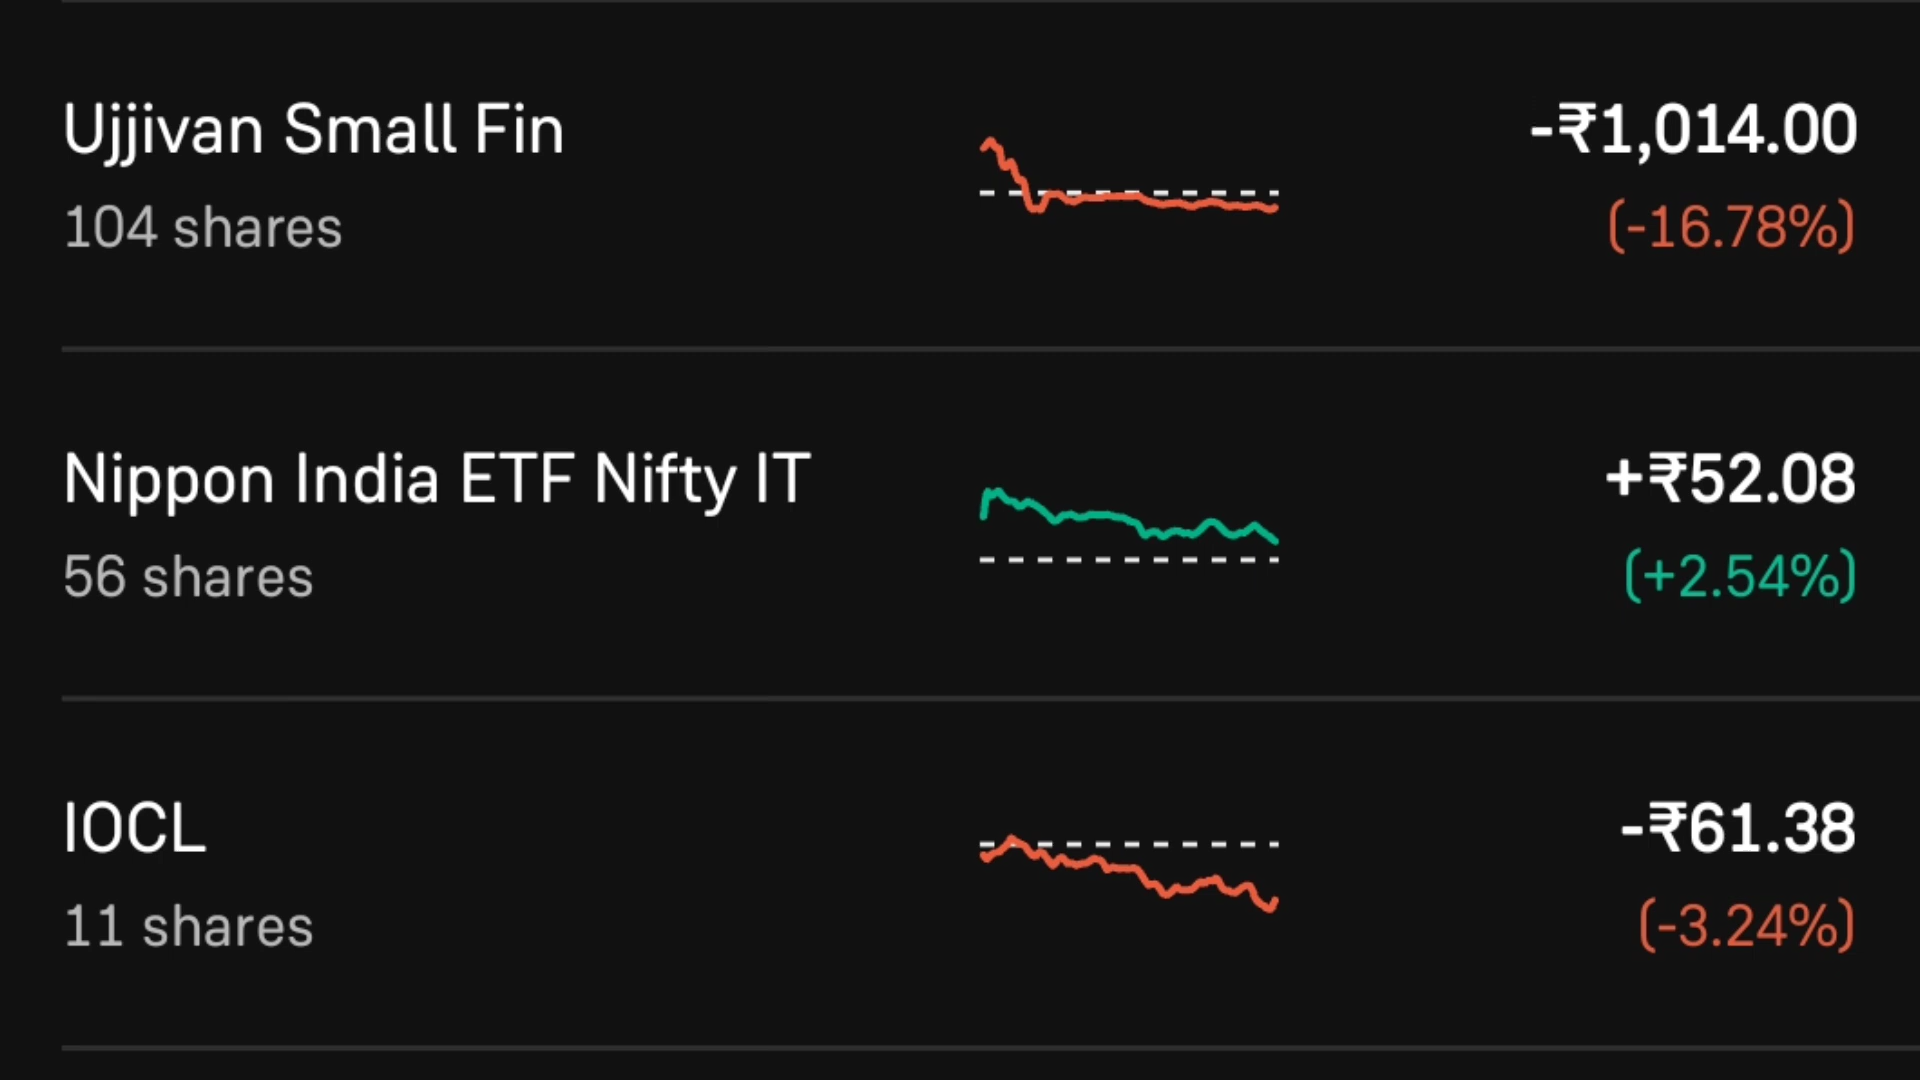 Ujjivan Small Fin
-₹1,014.00
104 shares
(-16.78%)
Nippon India ETF Nifty IT
+₹52.08
56 shares
(+2.54%)
IOCL
-₹61.38
11 shares
(-3.24%)